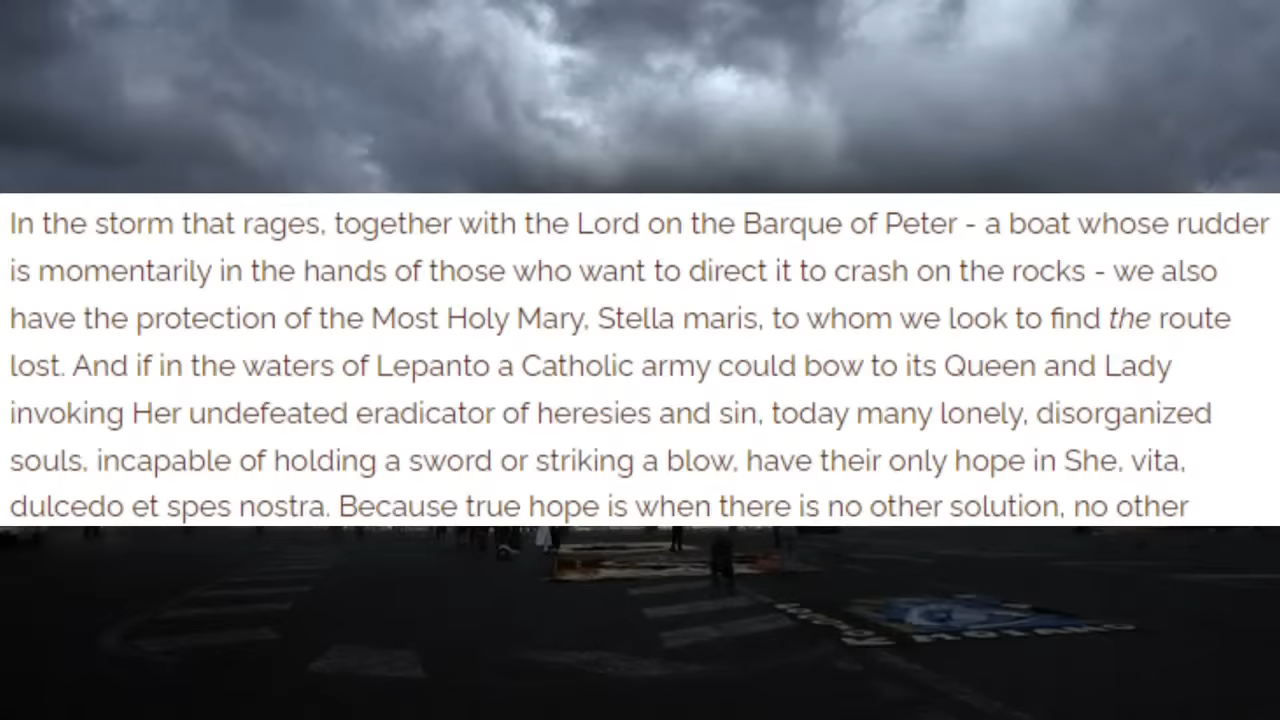 In the storm that rages, together with the Lord on the Barque of Peter - a boat whose rudder
is momentarily in the hands of those who want to direct it to crash on the rocks - we also
have the protection of the Most Holy Mary, Stella maris, to whom we look to find the route
lost. And if in the waters of Lepanto a Catholic army could bow to its Queen and Lady
invoking Her undefeated eradicator of heresies and sin, today many lonely, disorganized
souls, incapable of holding a sword or striking a blow, have their only hope in She, vita,
dulcedo et spes nostra. Because true hope is when there is no other solution, no other